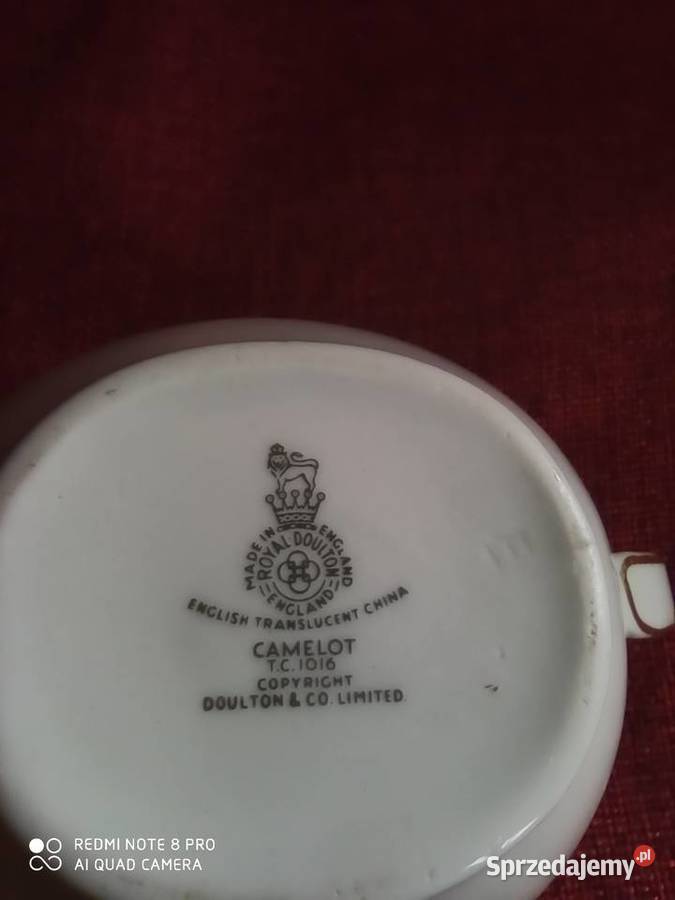 MADE IN ENGLAND
ROYAL DOULTON
ENGLAND
ENGLISH TRANSLUCENT CHINA
CAMELOT
T.C. 1016
COPYRIGHT
DOULTON & CO. LIMITED.
REDMI NOTE 8 PRO
AI QUAD CAMERA
Sprzedajemy.pl